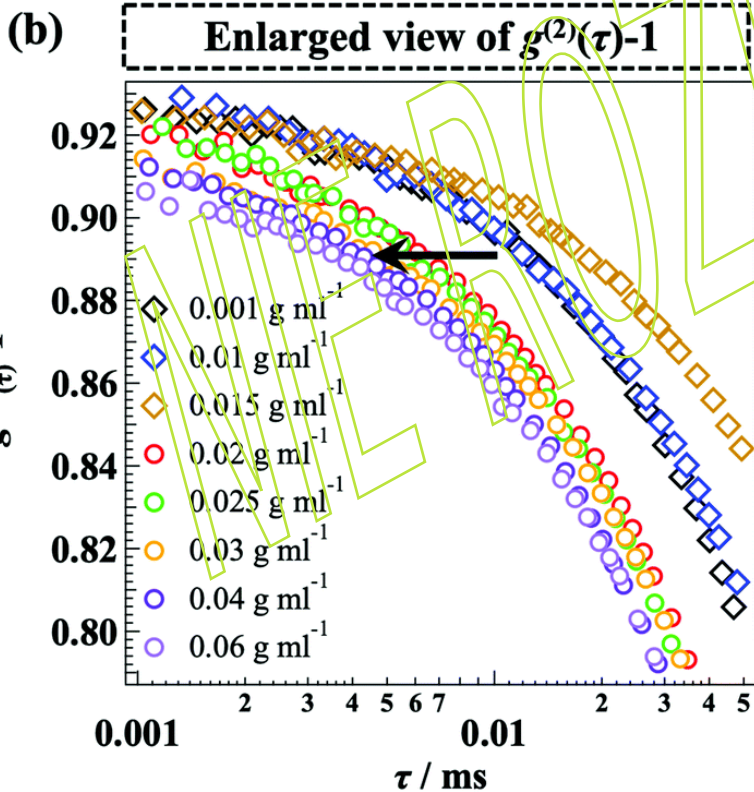 (b)
Enlarged view of g⁽²⁾(τ)-1
0.92
0.90
0.88
0.86
0.84
0.82
0.80
0.001 g ml⁻¹
0.01 g ml⁻¹
0.015 g ml⁻¹
0.02 g ml⁻¹
0.025 g ml⁻¹
0.03 g ml⁻¹
0.04 g ml⁻¹
0.06 g ml⁻¹
2 3 4 5 6 7 2 3 4 5
0.001 0.01
τ / ms